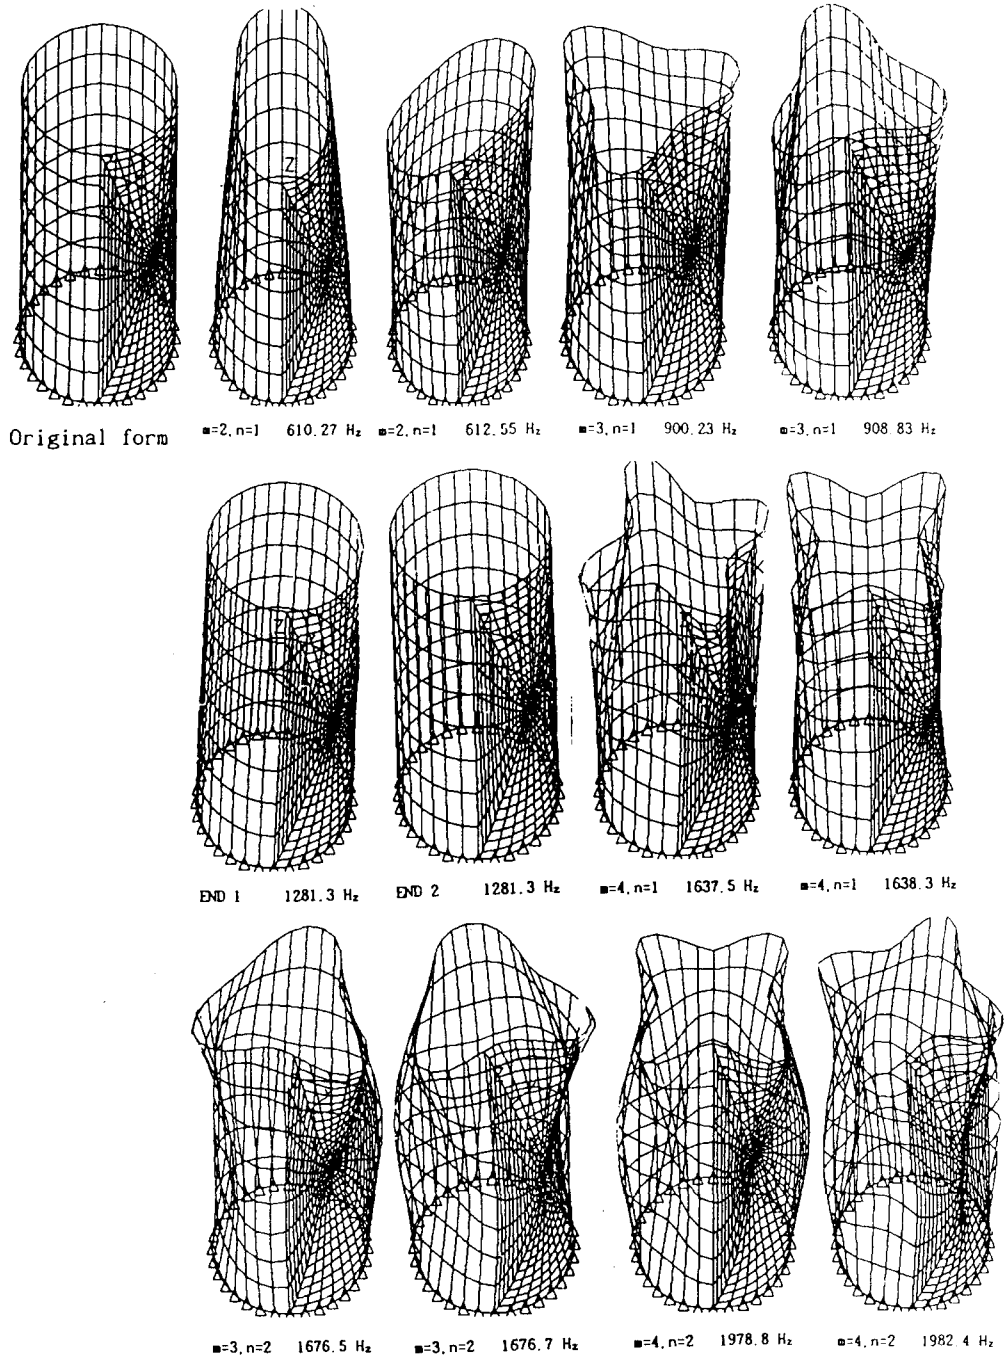 Z
Original form
m=2, n=1 610.27 Hz
m=2, n=1 612.55 Hz
m=3, n=1 900.23 Hz
m=3, n=1 908.83 Hz
Z
END 1 1281.3 Hz
END 2 1281.3 Hz
m=4, n=1 1637.5 Hz
m=4, n=1 1638.3 Hz
m=3, n=2 1676.5 Hz
m=3, n=2 1676.7 Hz
m=4, n=2 1978.8 Hz
m=4, n=2 1982.4 Hz